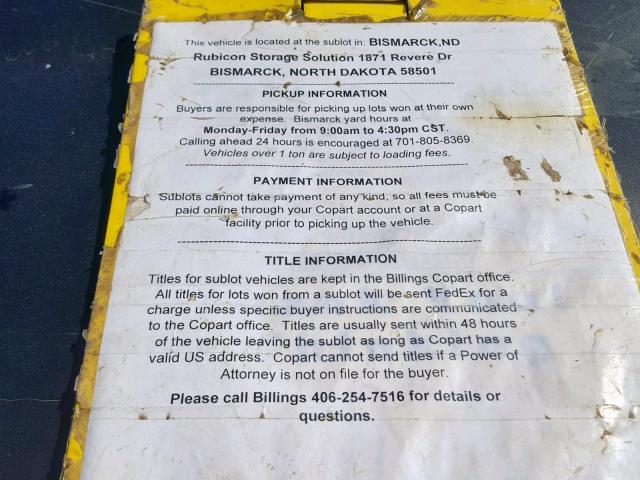 This vehicle is located at the sublot in: BISMARCK,ND
Rubicon Storage Solution 1871 Revere Dr
BISMARCK, NORTH DAKOTA 58501
PICKUP INFORMATION
Buyers are responsible for picking up lots won at their own
expense. Bismarck yard hours at
Monday-Friday from 9:00am to 4:30pm CST.
Calling ahead 24 hours is encouraged at 701-805-8369.
Vehicles over 1 ton are subject to loading fees.
PAYMENT INFORMATION
Sublots cannot take payment of any kind, so all fees must be
paid online through your Copart account or at a Copart
facility prior to picking up the vehicle.
TITLE INFORMATION
Titles for sublot vehicles are kept in the Billings Copart office.
All titles for lots won from a sublot will be sent FedEx for a
charge unless specific buyer instructions are communicated
to the Copart office. Titles are usually sent within 48 hours
of the vehicle leaving the sublot as long as Copart has a
valid US address. Copart cannot send titles if a Power of
Attorney is not on file for the buyer.
Please call Billings 406-254-7516 for details or
questions.